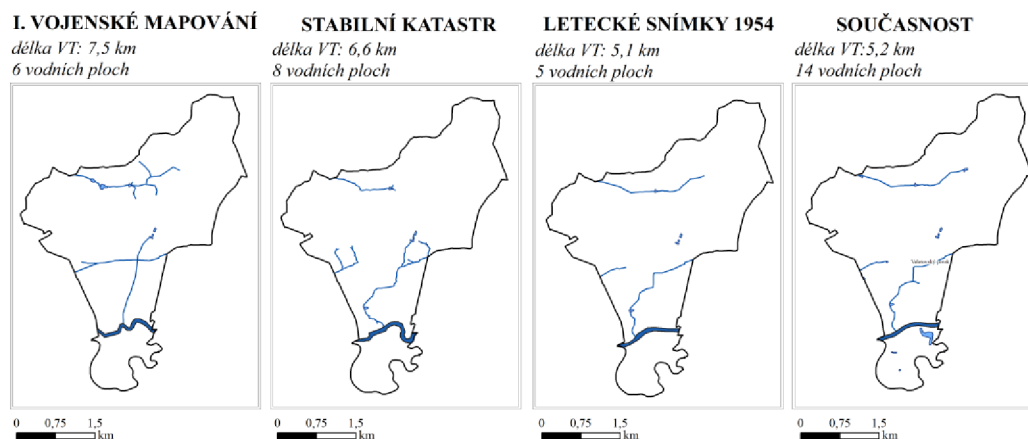 I. VOJENSKÉ MAPOVÁNÍ
délka VT: 7,5 km
6 vodních ploch
0 0,75 1,5
km
STABILNÍ KATASTR
délka VT: 6,6 km
8 vodních ploch
0 0,75 1,5
km
LETECKÉ SNÍMKY 1954
délka VT: 5,1 km
5 vodních ploch
0 0,75 1,5
km
SOUČASNOST
délka VT:5,2 km
14 vodních ploch
0 0,75 1,5
km